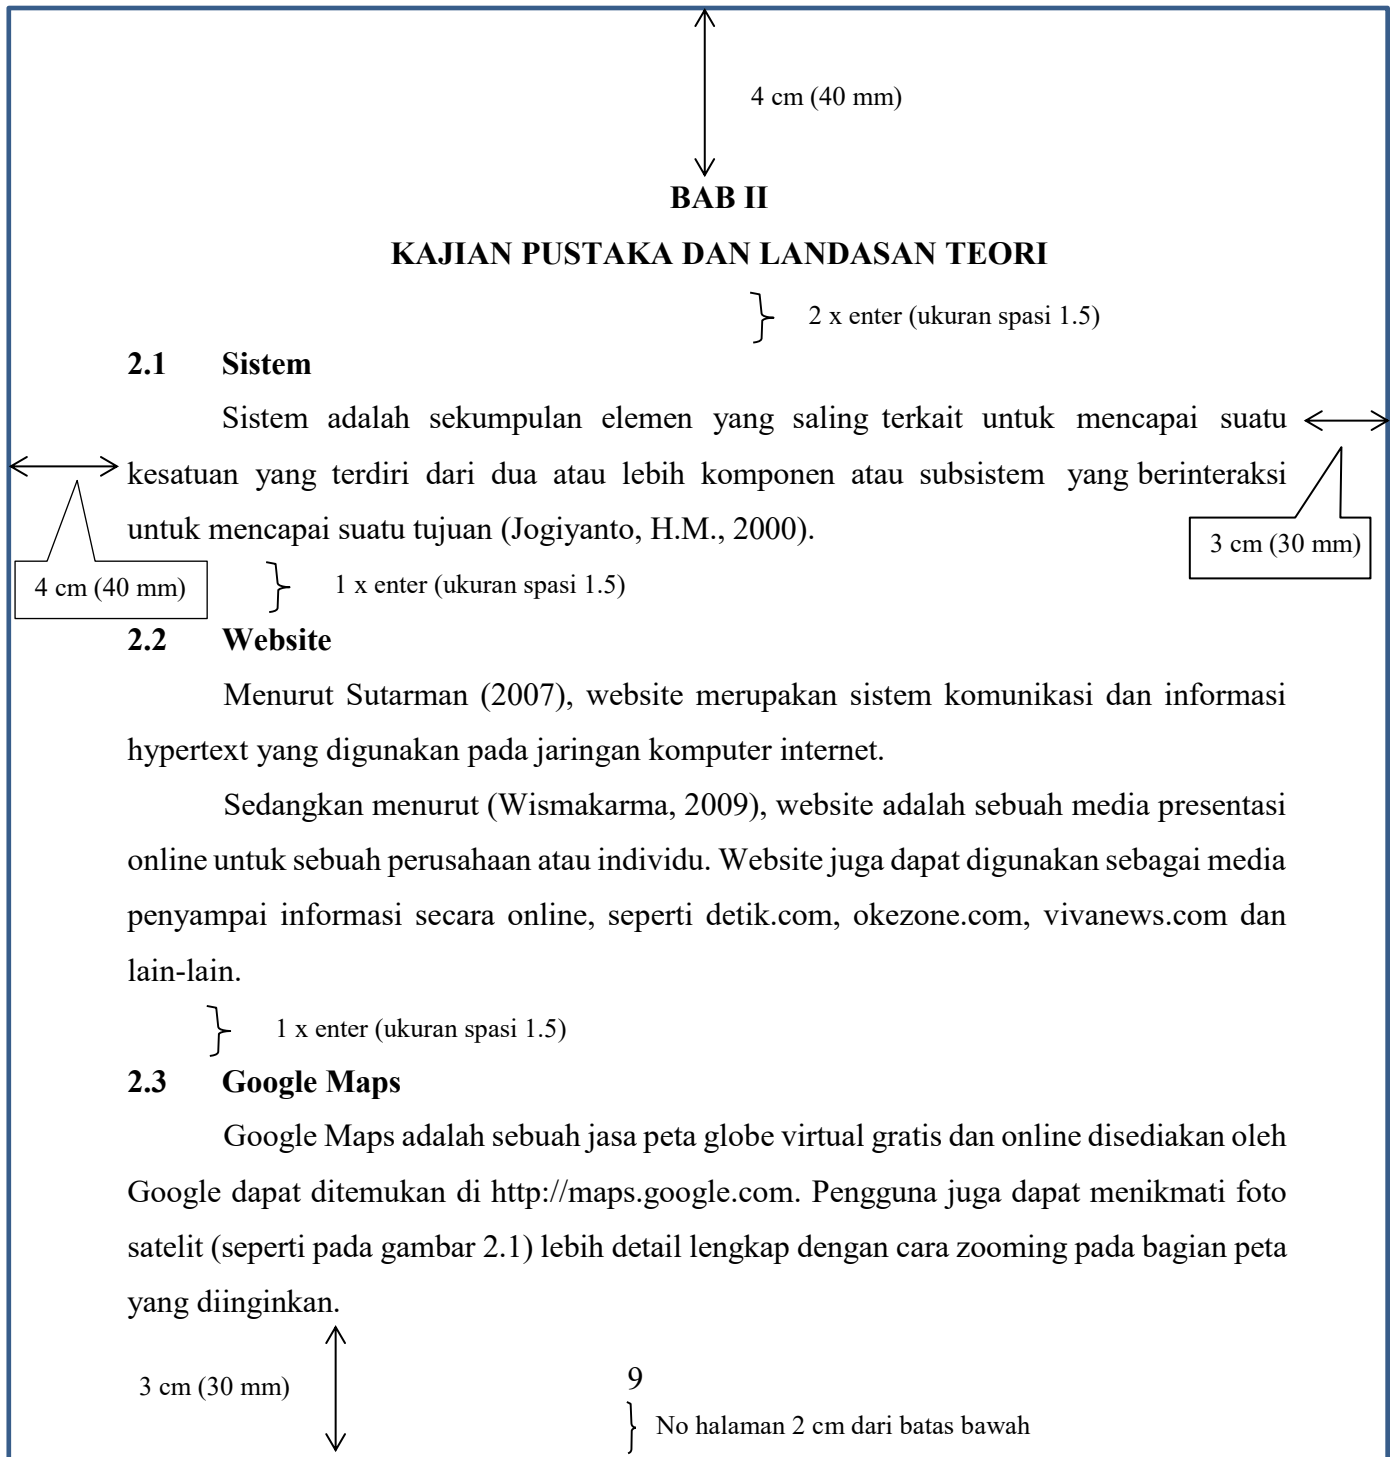 4 cm (40 mm)
BAB II
KAJIAN PUSTAKA DAN LANDASAN TEORI
2 x enter (ukuran spasi 1.5)
2.1 Sistem
Sistem adalah sekumpulan elemen yang saling terkait untuk mencapai suatu
kesatuan yang terdiri dari dua atau lebih komponen atau subsistem yang berinteraksi
untuk mencapai suatu tujuan (Jogiyanto, H.M., 2000).
3 cm (30 mm)
4 cm (40 mm)
1 x enter (ukuran spasi 1.5)
2.2 Website
Menurut Sutarman (2007), website merupakan sistem komunikasi dan informasi
hypertext yang digunakan pada jaringan komputer internet.
Sedangkan menurut (Wismakarma, 2009), website adalah sebuah media presentasi
online untuk sebuah perusahaan atau individu. Website juga dapat digunakan sebagai media
penyampai informasi secara online, seperti detik.com, okezone.com, vivanews.com dan
lain-lain.
1 x enter (ukuran spasi 1.5)
2.3 Google Maps
Google Maps adalah sebuah jasa peta globe virtual gratis dan online disediakan oleh
Google dapat ditemukan di http://maps.google.com. Pengguna juga dapat menikmati foto
satelit (seperti pada gambar 2.1) lebih detail lengkap dengan cara zooming pada bagian peta
yang diinginkan.
3 cm (30 mm)
9
No halaman 2 cm dari batas bawah